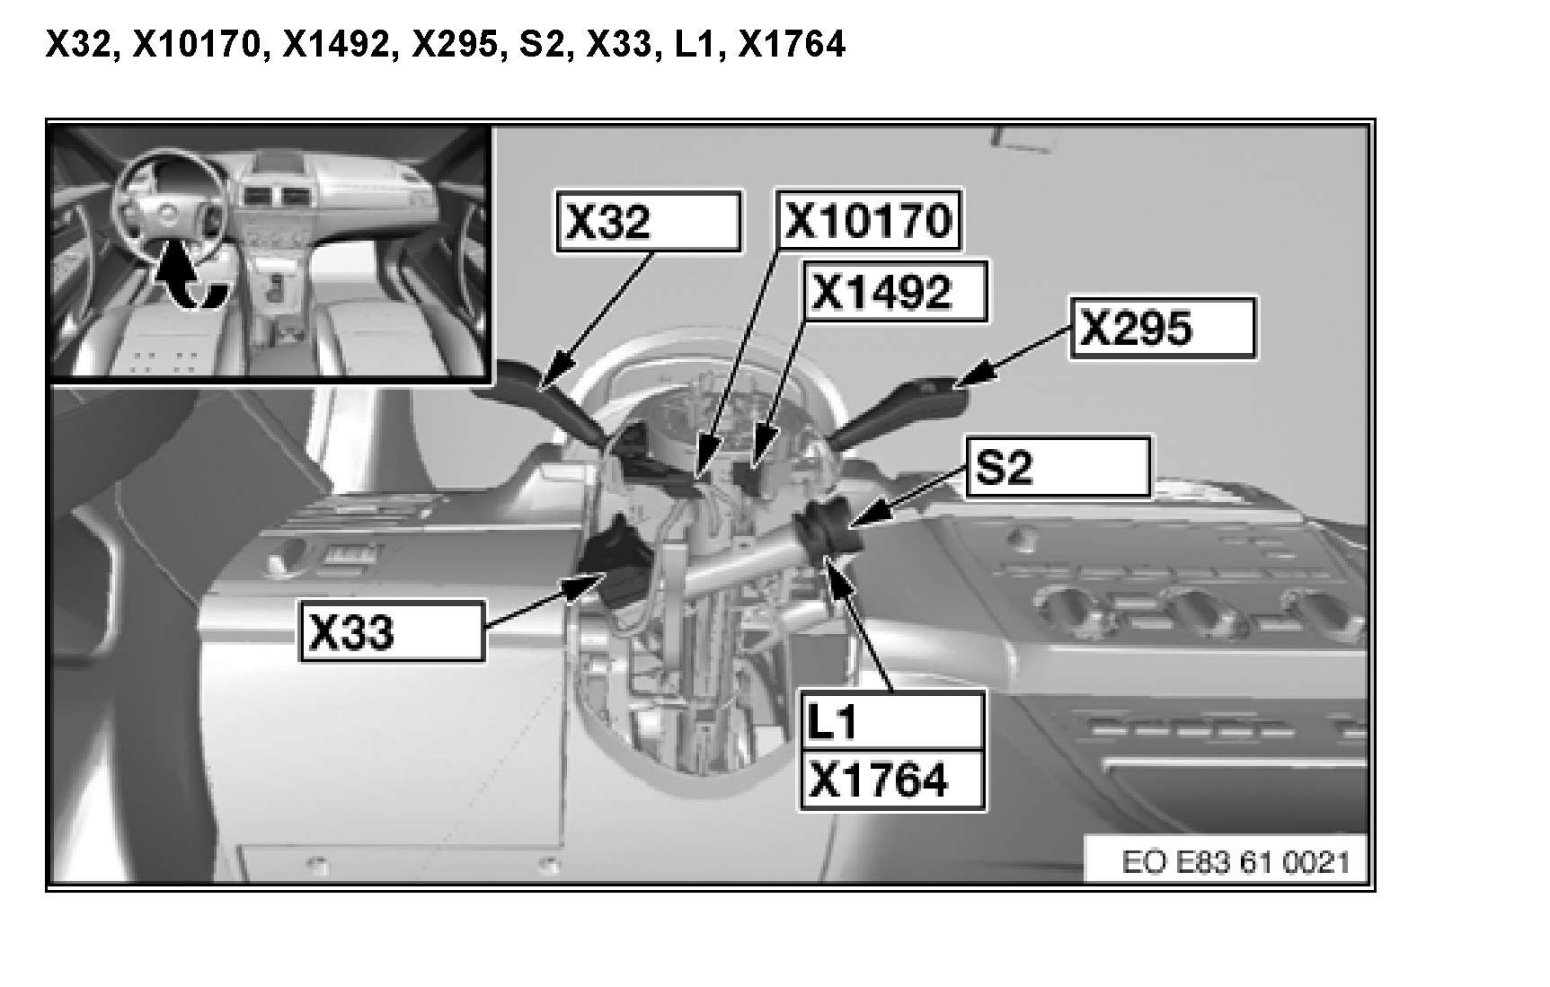 X32, X10170, X1492, X295, S2, X33, L1, X1764
X32
X10170
X1492
X295
S2
X33
L1
X1764
EO E83 61 0021